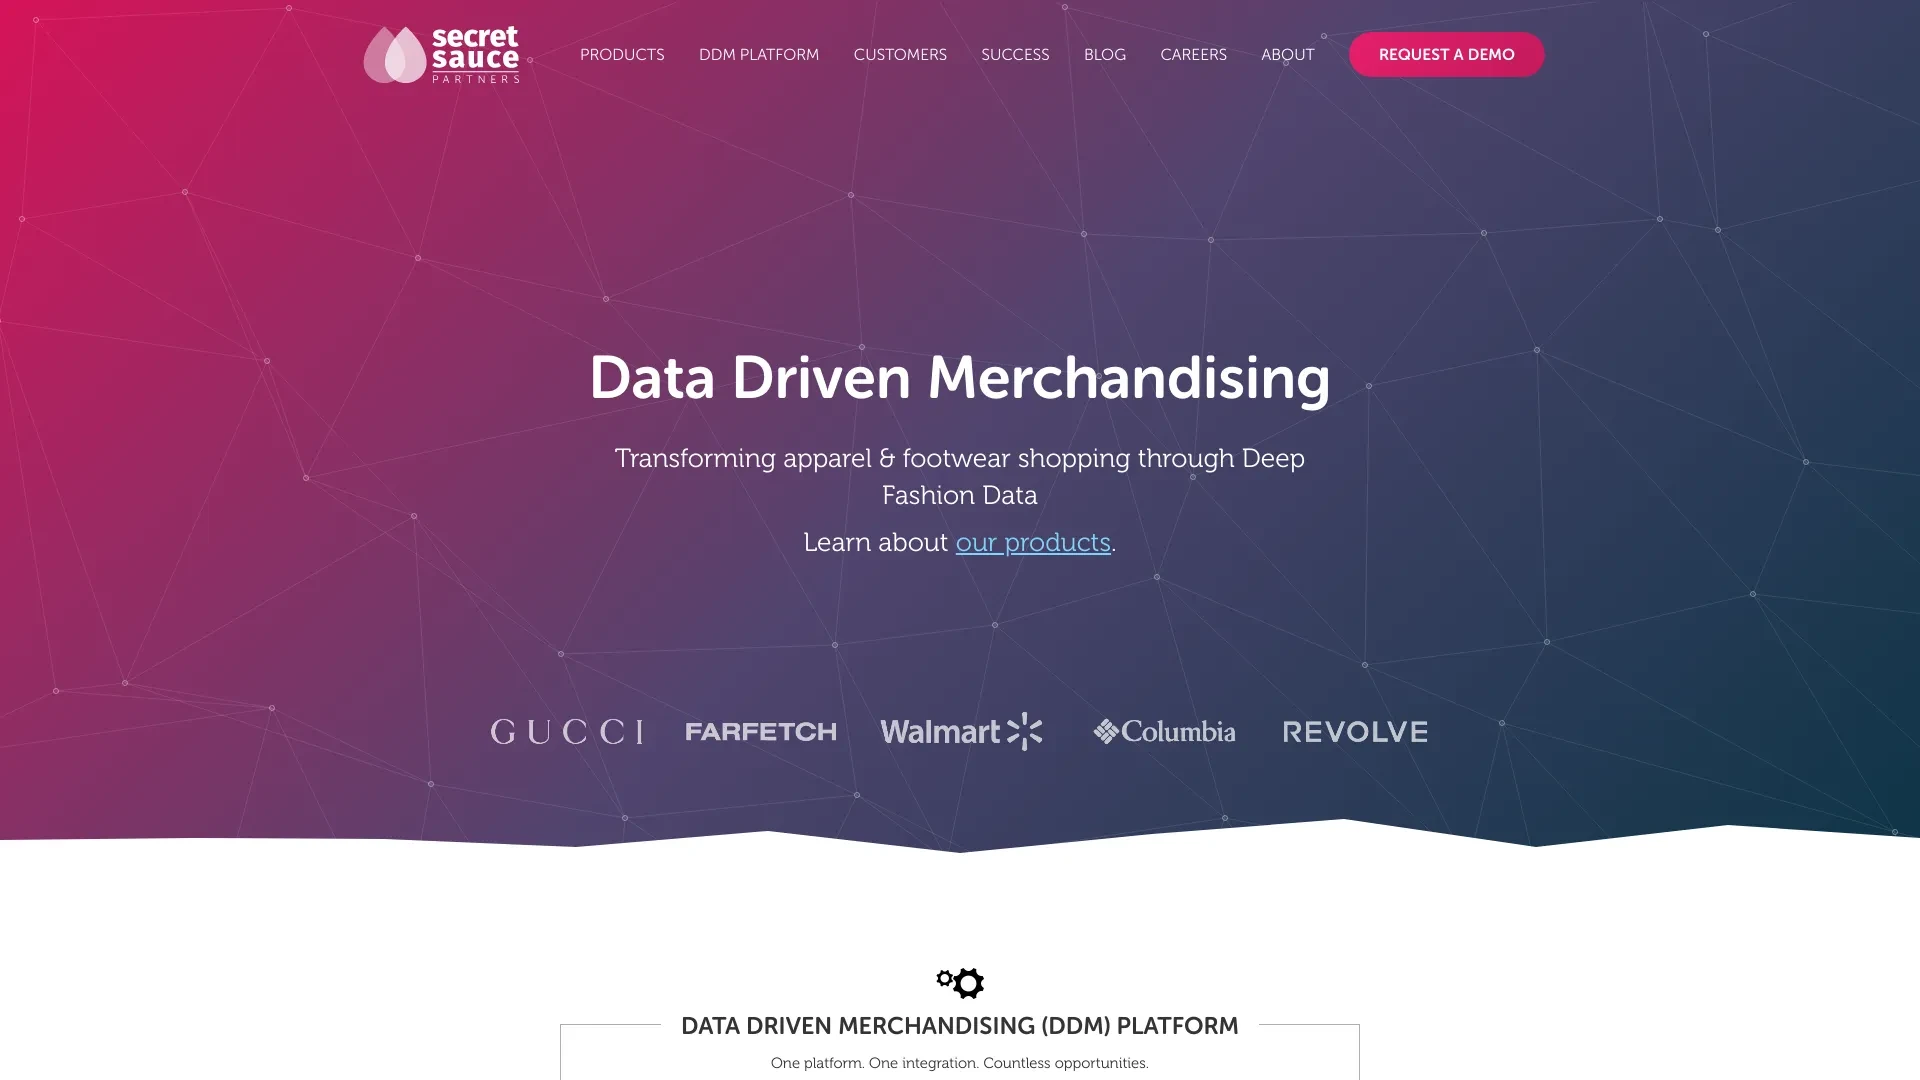 secret
sauce
PARTNERS
PRODUCTS
DDM PLATFORM
CUSTOMERS
SUCCESS
BLOG
CAREERS
ABOUT
REQUEST A DEMO
Data Driven Merchandising
Transforming apparel & footwear shopping through Deep
Fashion Data
Learn about our products.
GUCCI
FARFETCH
Walmart
Columbia
REVOLVE
DATA DRIVEN MERCHANDISING (DDM) PLATFORM
One platform. One integration. Countless opportunities.